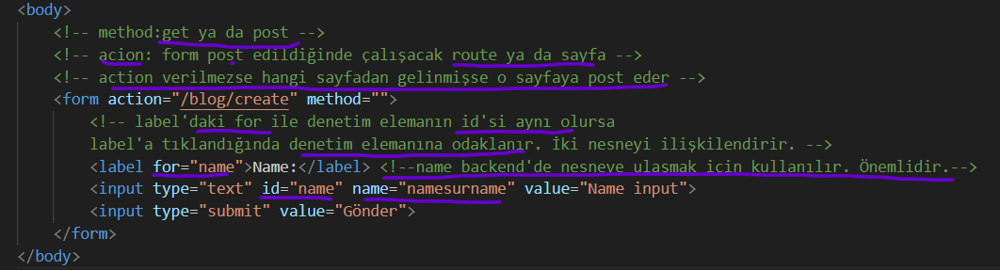 <body>
<!-- method:get ya da post -->
<!-- acion: form post edildiğinde çalışacak route ya da sayfa -->
<!-- action verilmezse hangi sayfadan gelinmişse o sayfaya post eder -->
<form action="/blog/create" method="">
<!-- label'daki for ile denetim elemanın id'si aynı olursa
label'a tıklandığında denetim elemanına odaklanır. İki nesneyi ilişkilendirir. -->
<label for="name">Name:</label> <!--name backend'de nesneye ulasmak icin kullanılır. Önemlidir.-->
<input type="text" id="name" name="namesurname" value="Name input">
<input type="submit" value="Gönder">
</form>
</body>